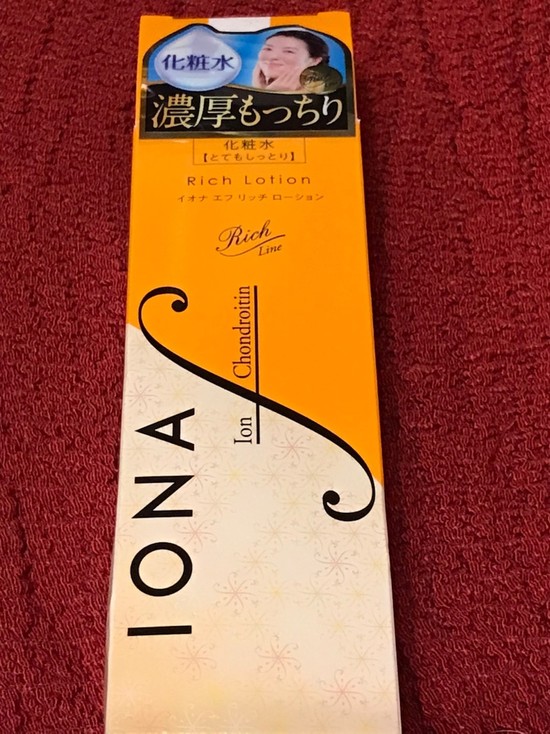 化粧水
濃厚もっちり
化粧水
【とてもしっとり】
Rich Lotion
イオナ エフ リッチ ローション
Rich
Line
Ion Chondroitin
IONA f